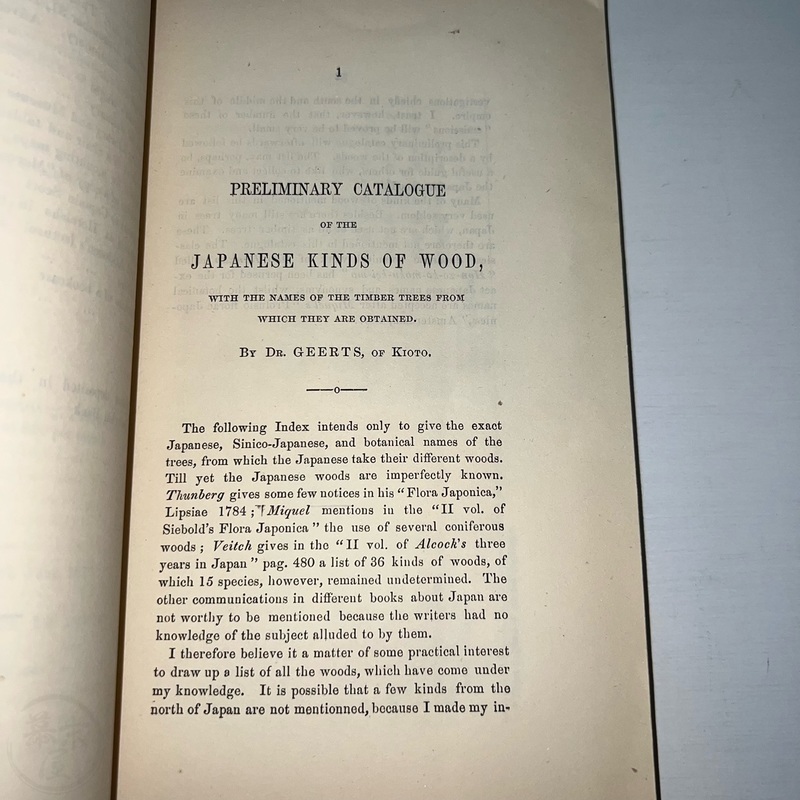 1
PRELIMINARY CATALOGUE
OF THE
JAPANESE KINDS OF WOOD,
WITH THE NAMES OF THE TIMBER TREES FROM
WHICH THEY ARE OBTAINED.
BY DR. GEERTS, OF KIOTO.
o
The following Index intends only to give the exact
Japanese, Sinico-Japanese, and botanical names of the
trees, from which the Japanese take their different woods.
Till yet the Japanese woods are imperfectly known.
Thunberg gives some few notices in his "Flora Japonica,"
Lipsiae 1784; Miquel mentions in the "II vol. of
Siebold's Flora Japonica" the use of several coniferous
woods; Veitch gives in the "II vol. of Alcock's three
years in Japan" pag. 480 a list of 36 kinds of woods, of
which 15 species, however, remained undetermined. The
other communications in different books about Japan are
not worthy to be mentioned because the writers had no
knowledge of the subject alluded to by them.
I therefore believe it a matter of some practical interest
to draw up a list of all the woods, which have come under
my knowledge. It is possible that a few kinds from the
north of Japan are not mentionned, because I made my in-